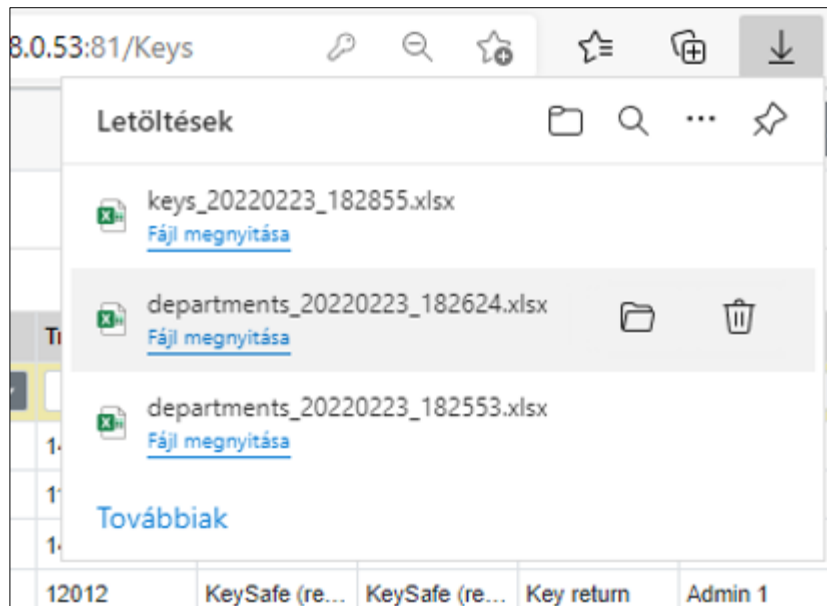 8.0.53:81/Keys
Letöltések
keys_20220223_182855.xlsx
Fájl megnyitása
departments_20220223_182624.xlsx
Fájl megnyitása
departments_20220223_182553.xlsx
Fájl megnyitása
Továbbiak
12012 KeySafe (re... KeySafe (re... Key return Admin 1